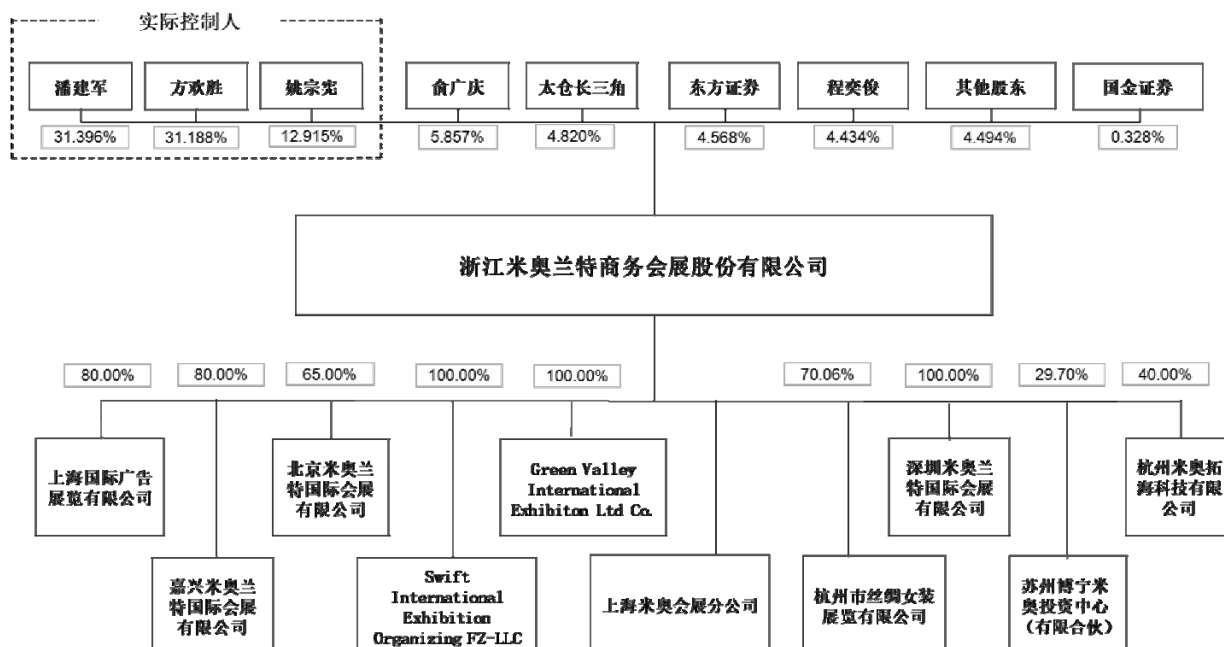 实际控制人
潘建军
方欢胜
姚宗宪
俞广庆
太仓长三角
东方证券
程奕俊
其他股东
国金证券
31.396%
31.188%
12.915%
5.857%
4.820%
4.568%
4.434%
4.494%
0.328%
浙江米奥兰特商务会展股份有限公司
80.00%
80.00%
65.00%
100.00%
100.00%
70.06%
100.00%
29.70%
40.00%
上海国际广告
展览有限公司
北京米奥兰
特国际会展
有限公司
Green Valley
International
Exhibiton Ltd Co.
深圳米奥兰
特国际会展
有限公司
杭州米奥拓
海科技有限
公司
嘉兴米奥兰
特国际会展
有限公司
Swift
International
Exhibition
Organizing FZ-LLC
上海米奥会展分公司
杭州市丝绸女装
展览有限公司
苏州博宁米
奥投资中心
（有限合伙）